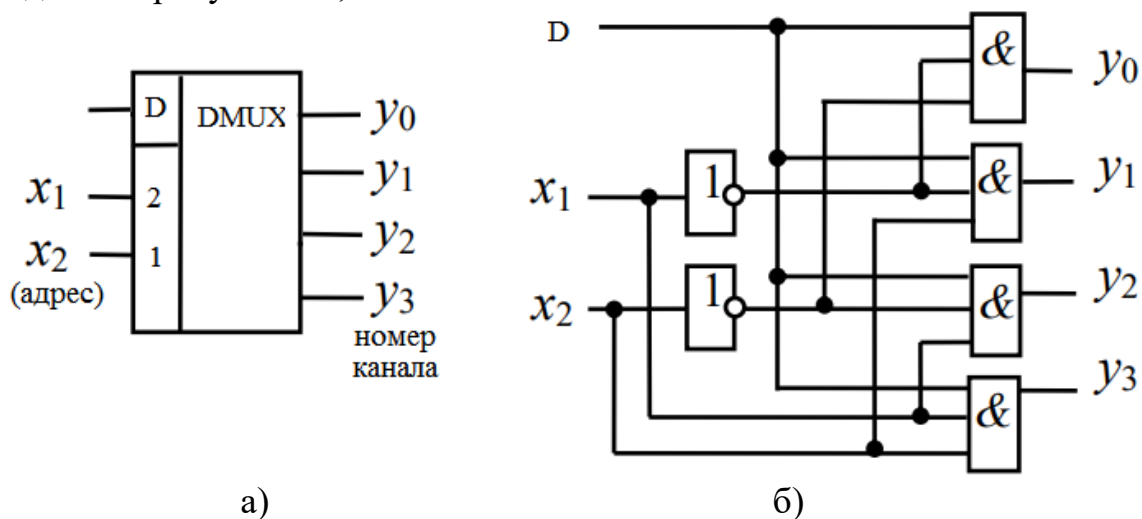 D DMUX
x1 2
x2 1
(адрес)
y0
y1
y2
y3
номер
канала
а)
D
x1 1
x2 1
& y0
& y1
& y2
& y3
б)